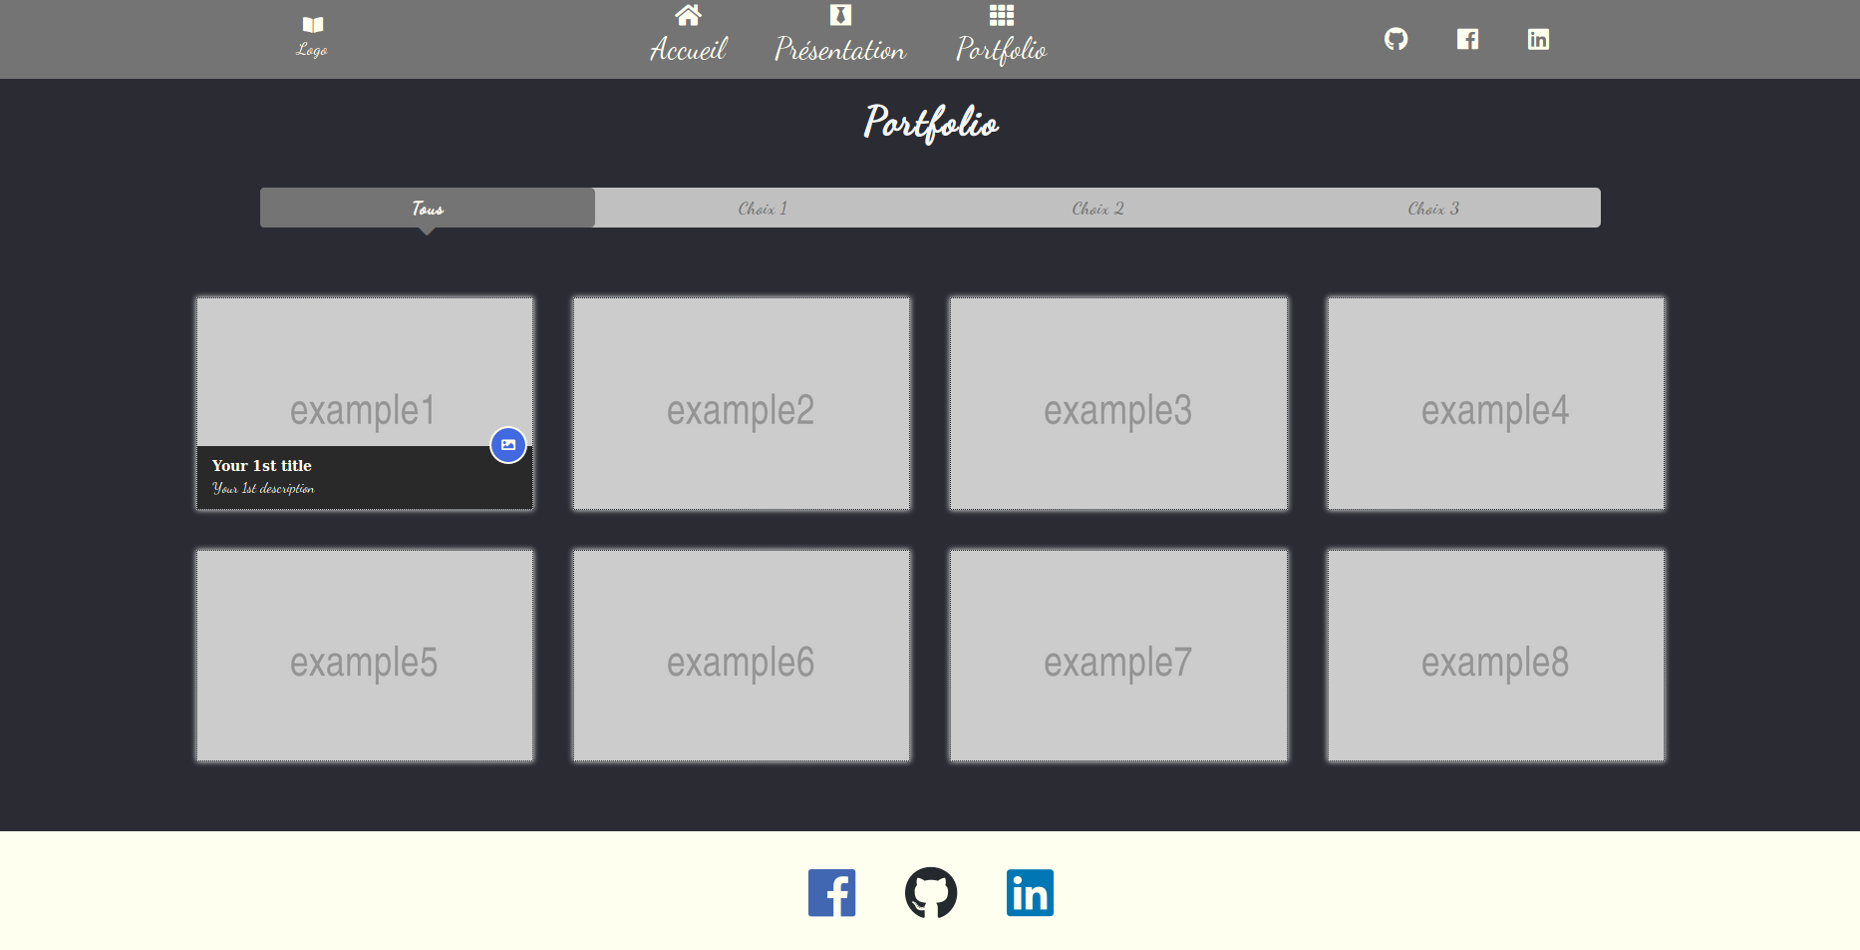 Logo
Accueil
Présentation
Portfolio
Portfolio
Tous
Choix 1
Choix 2
Choix 3
example1
Your 1st title
Your 1st description
example2
example3
example4
example5
example6
example7
example8